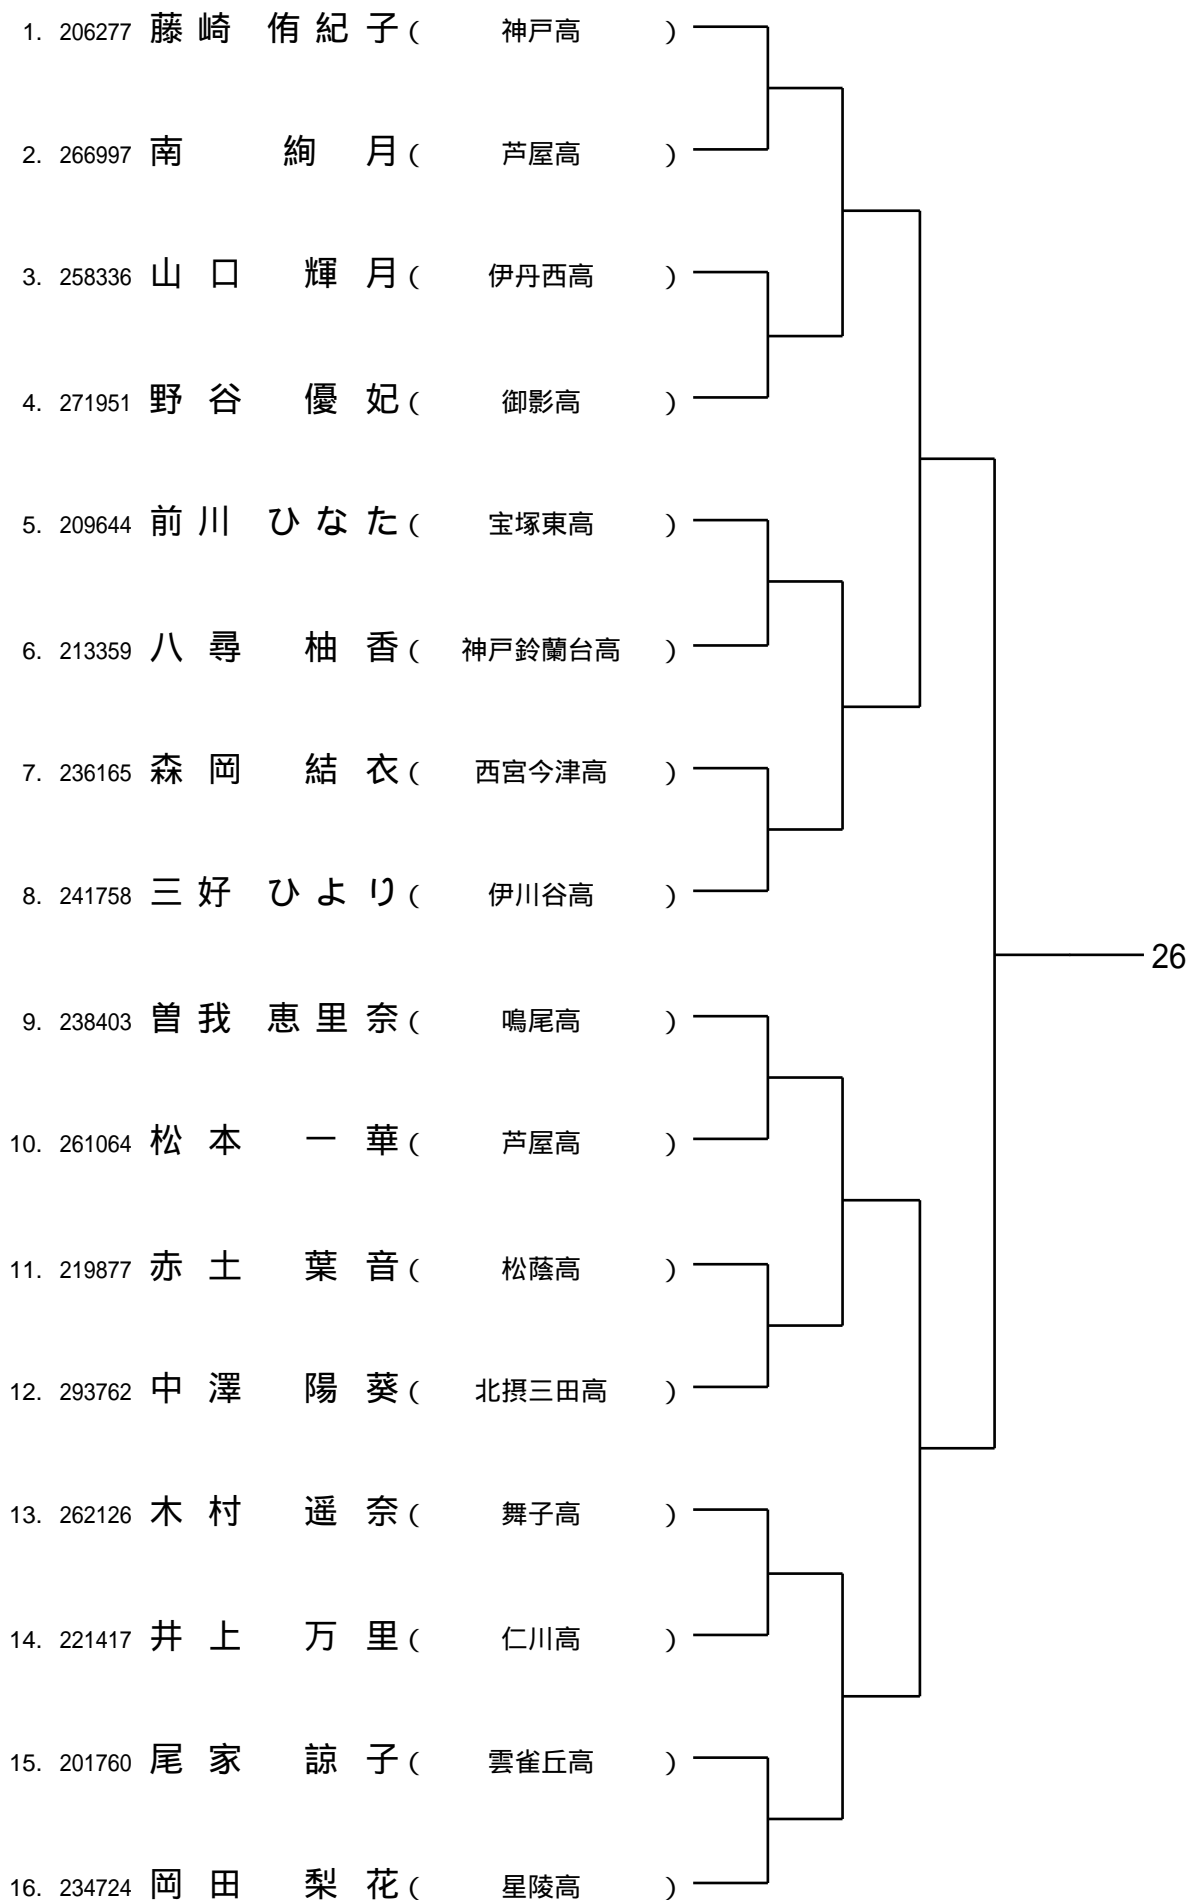 1. 206277 藤崎 侑紀子 ( 神戸高 )
2. 266997 南 絢月 ( 芦屋高 )
3. 258336 山口 輝月 ( 伊丹西高 )
4. 271951 野谷 優妃 ( 御影高 )
5. 209644 前川 ひなた ( 宝塚東高 )
6. 213359 八尋 柚香 ( 神戸鈴蘭台高 )
7. 236165 森岡 結衣 ( 西宮今津高 )
8. 241758 三好 ひより ( 伊川谷高 )
26
9. 238403 曽我 恵里奈 ( 鳴尾高 )
10. 261064 松本 一華 ( 芦屋高 )
11. 219877 赤土 葉音 ( 松蔭高 )
12. 293762 中澤 陽葵 ( 北摂三田高 )
13. 262126 木村 遥奈 ( 舞子高 )
14. 221417 井上 万里 ( 仁川高 )
15. 201760 尾家 諒子 ( 雲雀丘高 )
16. 234724 岡田 梨花 ( 星陵高 )